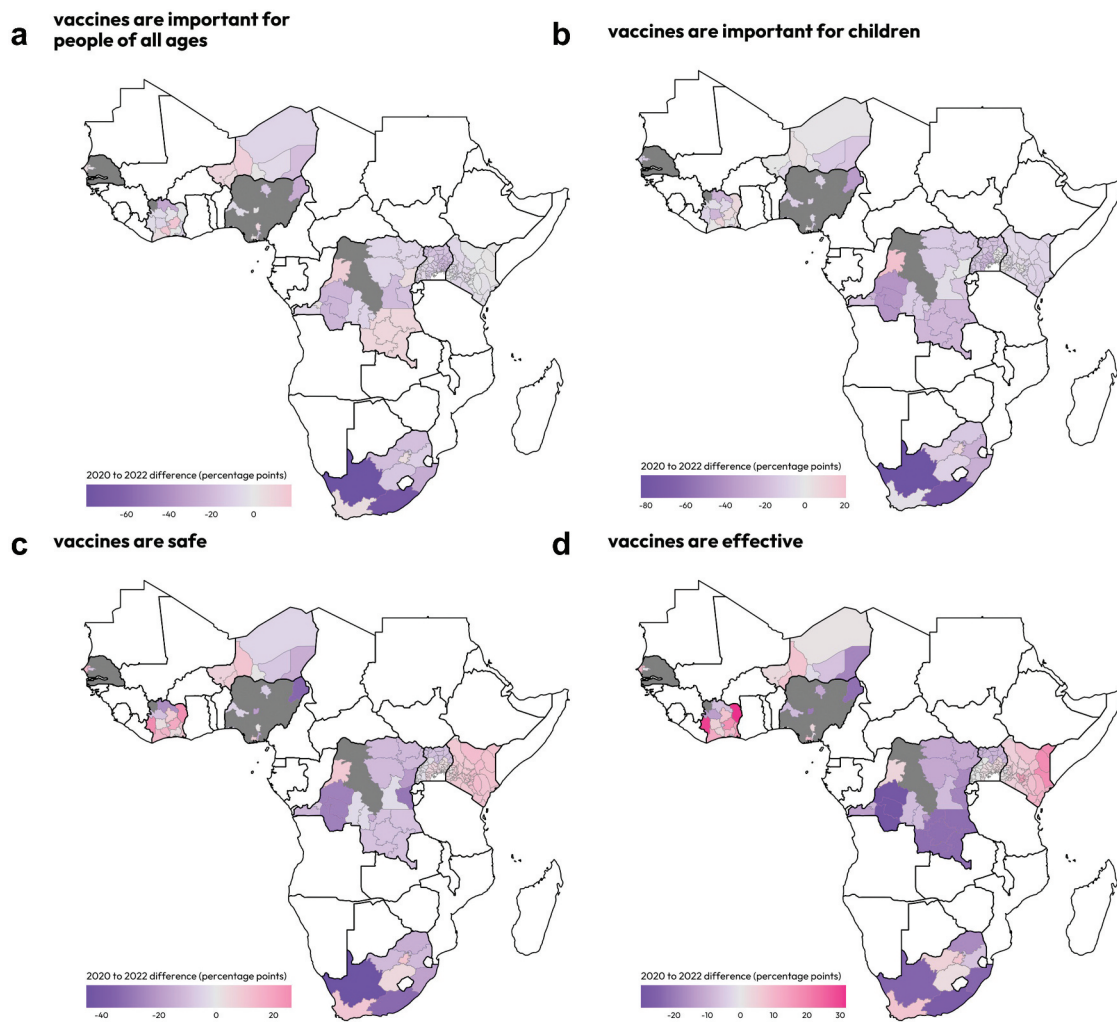 a
vaccines are important for
people of all ages
b
vaccines are important for children
2020 to 2022 difference (percentage points)
-60 -40 -20 0
2020 to 2022 difference (percentage points)
-80 -60 -40 -20 0 20
c
vaccines are safe
d
vaccines are effective
2020 to 2022 difference (percentage points)
-40 -20 0 20
2020 to 2022 difference (percentage points)
-20 -10 0 10 20 30